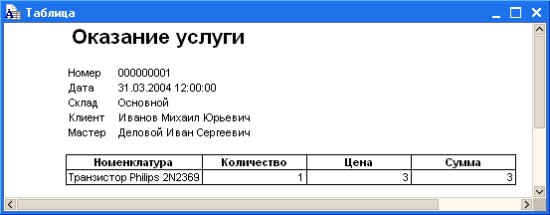 Таблица
Оказание услуги
Номер 000000001
Дата 31.03.2004 12:00:00
Склад Основной
Клиент Иванов Михаил Юрьевич
Мастер Деловой Иван Сергеевич
Номенклатура Количество Цена Сумма
Транзистор Philips 2N2369 1 3 3